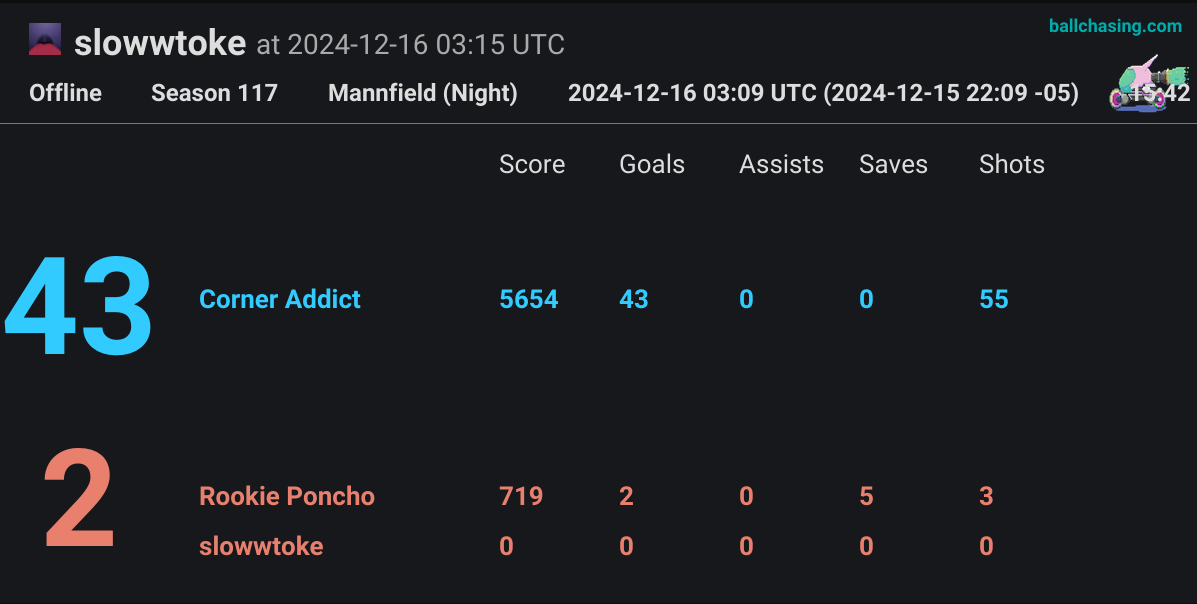 slowwtoke at 2024-12-16 03:15 UTC
ballchasing.com
Offline Season 117 Mannfield (Night) 2024-12-16 03:09 UTC (2024-12-15 22:09 -05) 15:42
Score Goals Assists Saves Shots
43 Corner Addict 5654 43 0 0 55
2 Rookie Poncho 719 2 0 5 3
slowwtoke 0 0 0 0 0